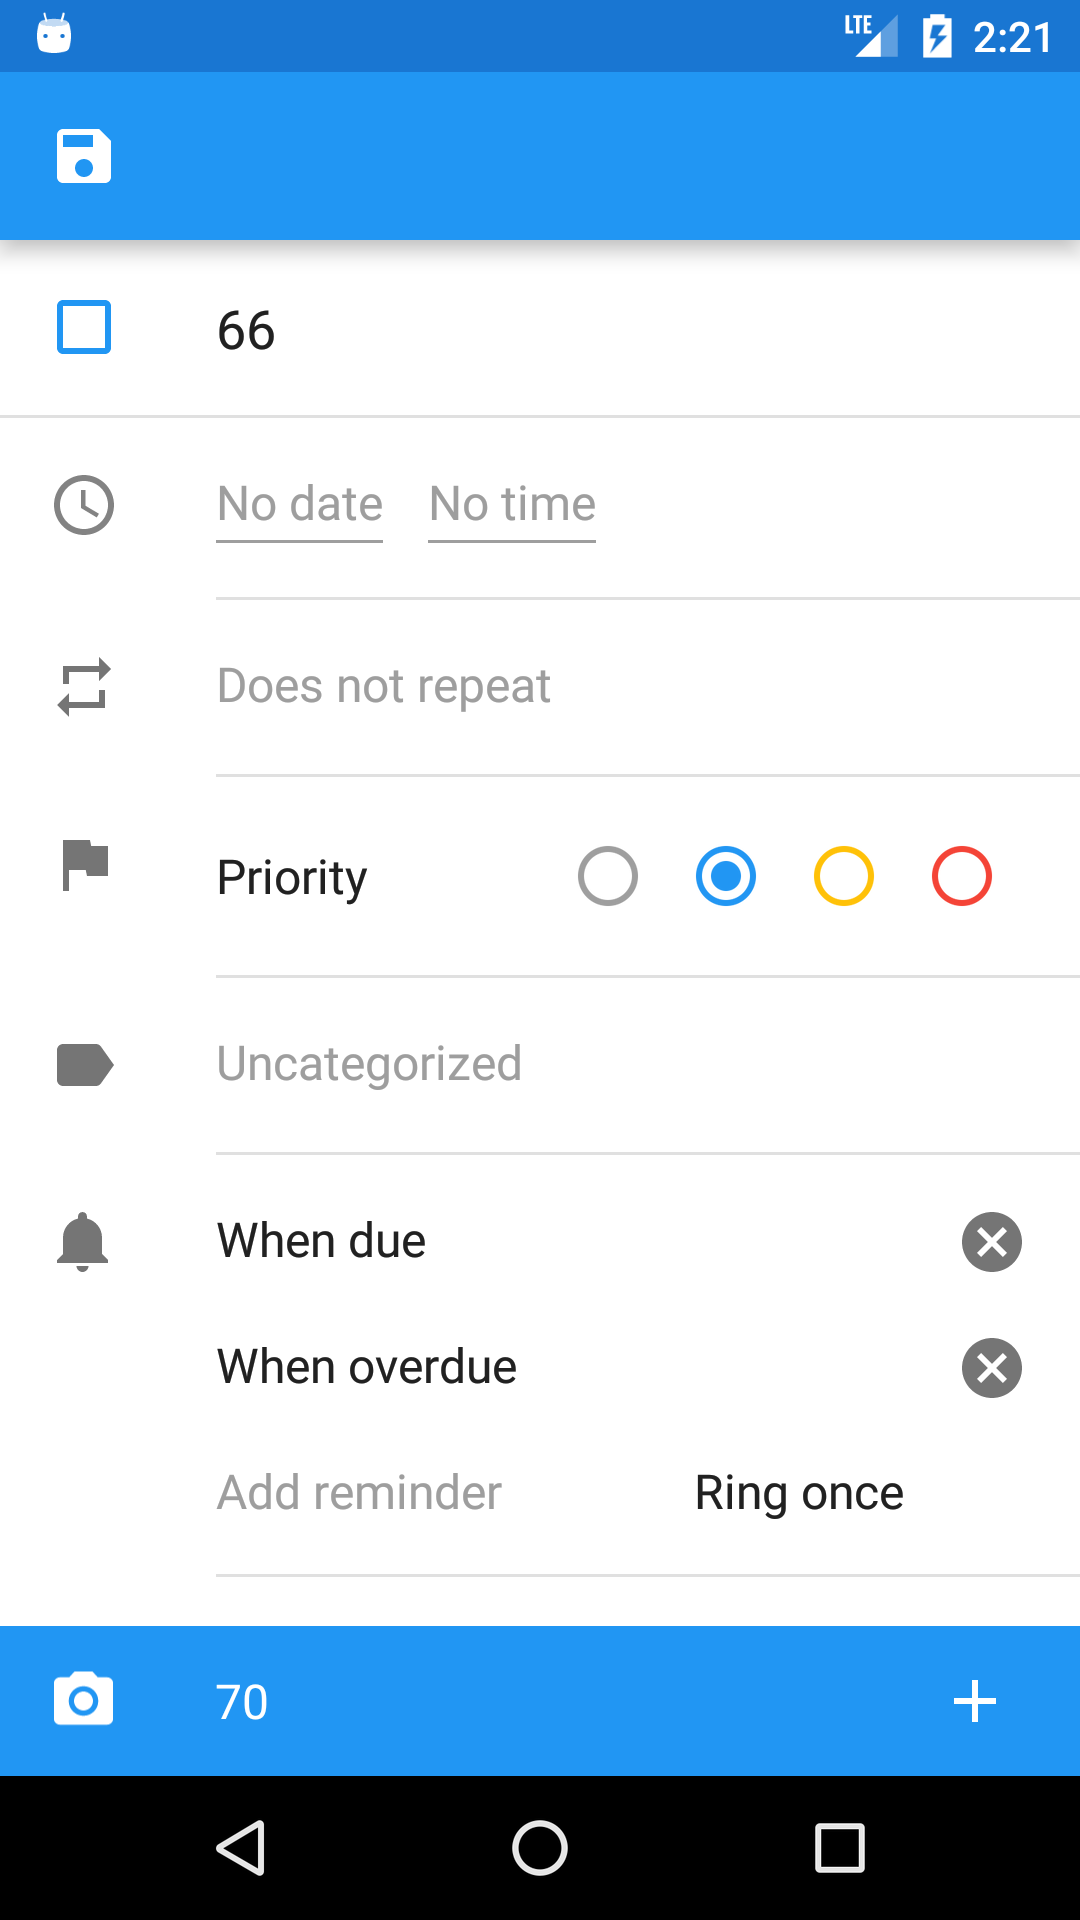 LTE 2:21
66
No date No time
Does not repeat
Priority
Uncategorized
When due
When overdue
Add reminder Ring once
70